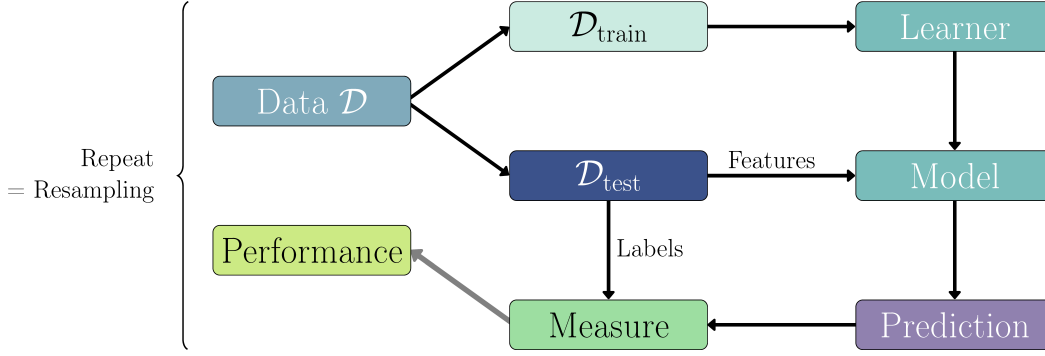 𝒟train
Learner
Data 𝒟
Repeat
= Resampling
Features
𝒟test
Model
Labels
Performance
Measure
Prediction